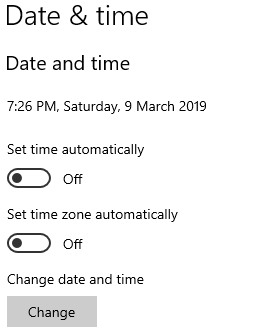 Date & time
Date and time
7:26 PM, Saturday, 9 March 2019
Set time automatically
Off
Set time zone automatically
Off
Change date and time
Change